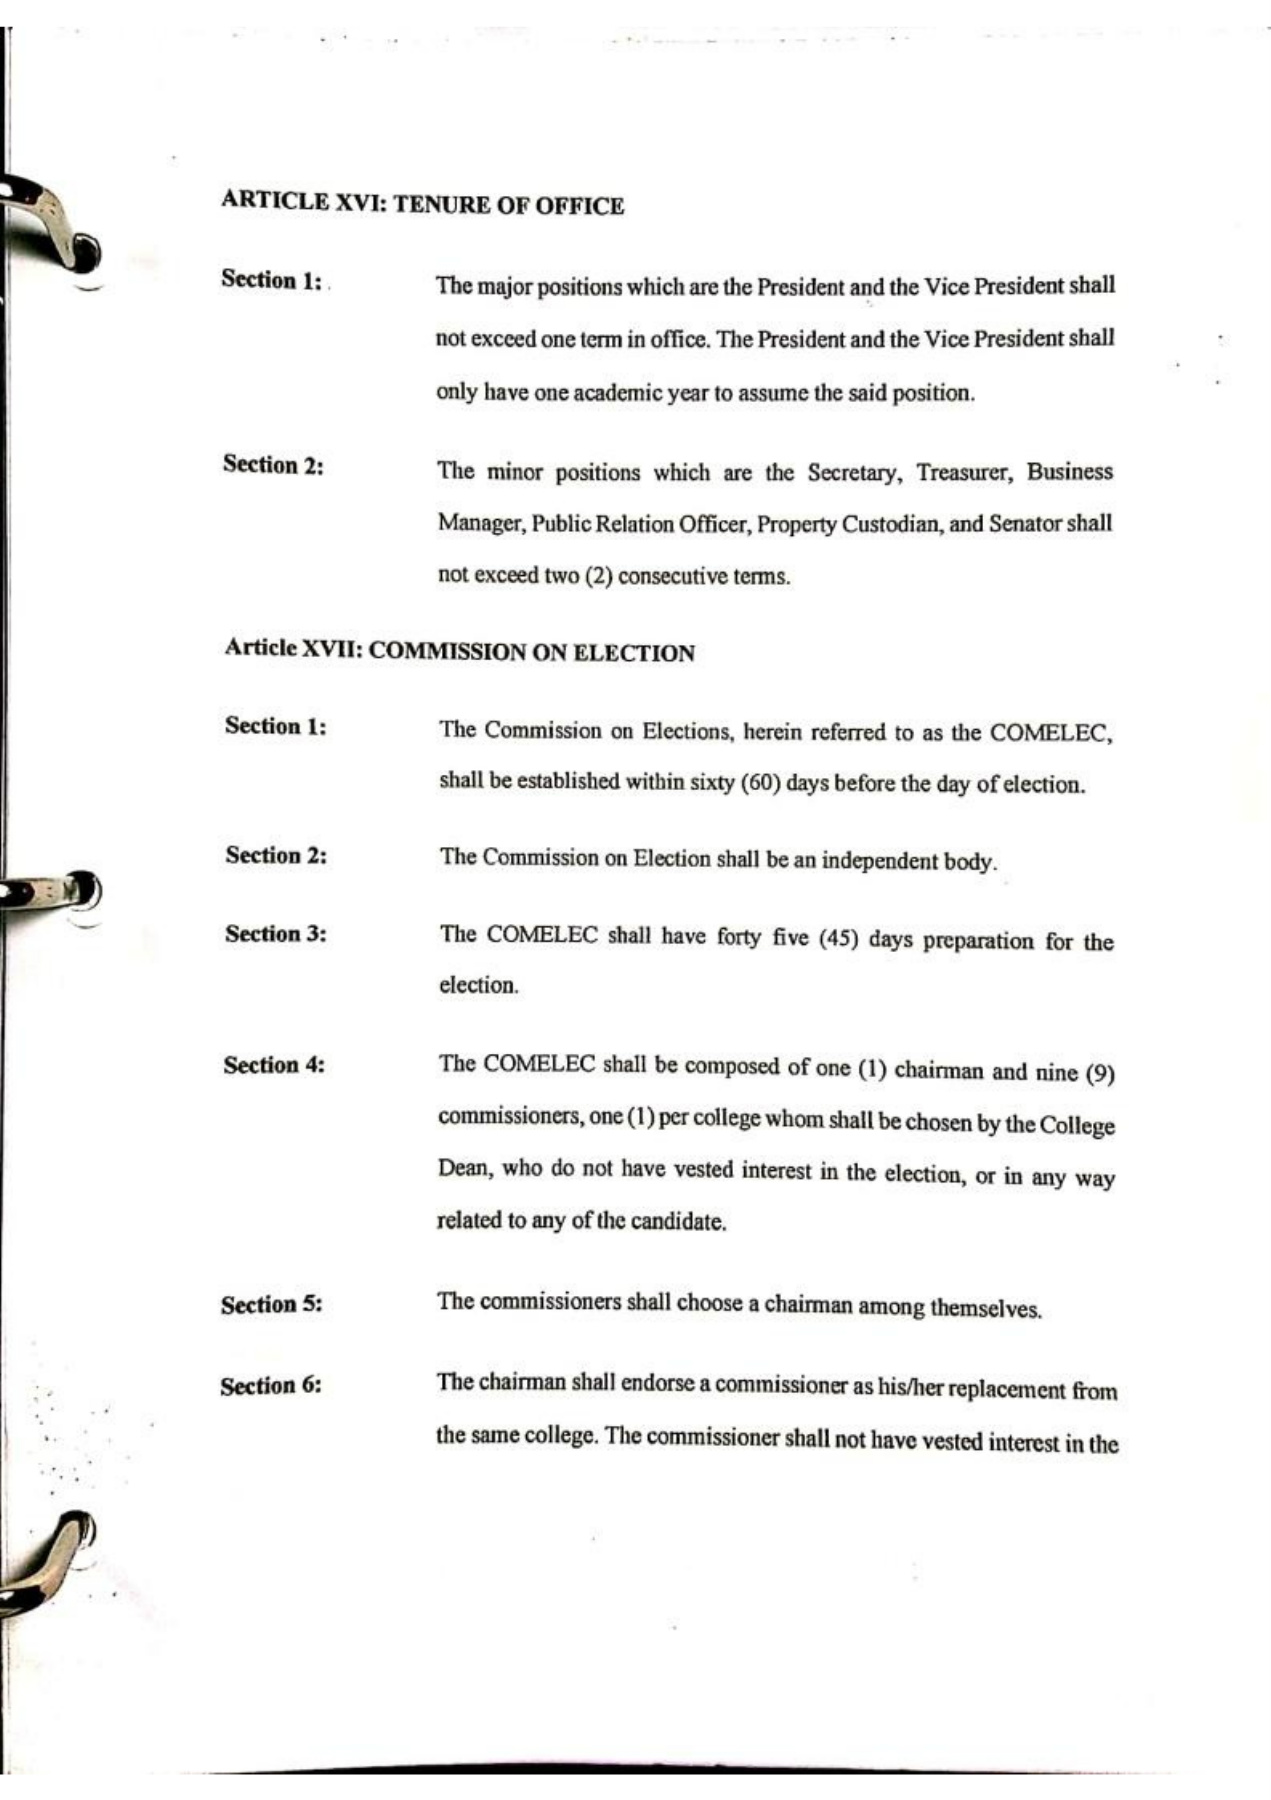 ARTICLE XVI: TENURE OF OFFICE
Section 1: The major positions which are the President and the Vice President shall
not exceed one term in office. The President and the Vice President shall
only have one academic year to assume the said position.
Section 2: The minor positions which are the Secretary, Treasurer, Business
Manager, Public Relation Officer, Property Custodian, and Senator shall
not exceed two (2) consecutive terms.
Article XVII: COMMISSION ON ELECTION
Section 1: The Commission on Elections, herein referred to as the COMELEC,
shall be established within sixty (60) days before the day of election.
Section 2: The Commission on Election shall be an independent body.
Section 3: The COMELEC shall have forty five (45) days preparation for the
election.
Section 4: The COMELEC shall be composed of one (1) chairman and nine (9)
commissioners, one (1) per college whom shall be chosen by the College
Dean, who do not have vested interest in the election, or in any way
related to any of the candidate.
Section 5: The commissioners shall choose a chairman among themselves.
Section 6: The chairman shall endorse a commissioner as his/her replacement from
the same college. The commissioner shall not have vested interest in the